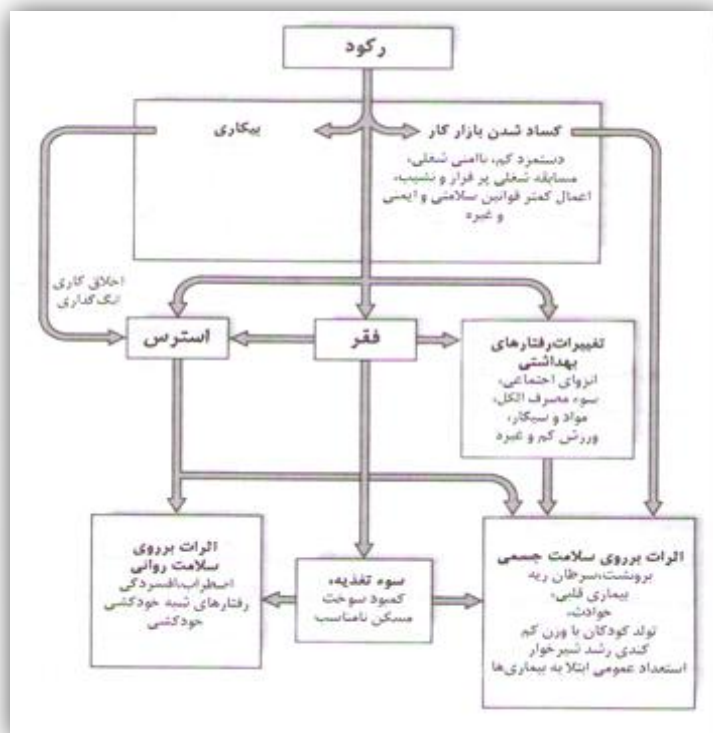 رکود
کساد شدن بازار کار
دستمزد کم، ناامنی شغلی،
مسابقه شغلی پر فراز و نشیب،
اعمال کمتر قوانین سلامتی و ایمنی
و غیره
بیکاری
اخلاق کاری
انگ‌گذاری
تغییرات رفتارهای
بهداشتی
انزوای اجتماعی،
سوء مصرف الکل،
مواد و سیگار،
ورزش کم و غیره
فقر
استرس
اثرات برروی سلامت جسمی
برونشت،سرطان ریه
بیماری قلبی،
حوادث،
تولد کودکان با وزن کم
کندی رشد شیرخوار
استعداد عمومی ابتلا به بیماری‌ها
سوء تغذیه،
کمبود سوخت
مسکن نامناسب
اثرات برروی
سلامت روانی
اضطراب،افسردگی
رفتارهای شبه خودکشی
خودکشی